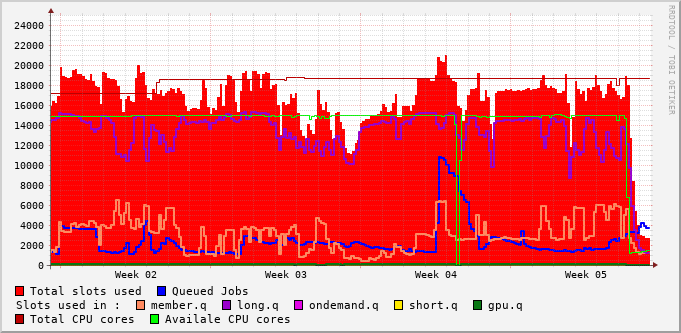 24000
22000
20000
18000
16000
14000
12000
10000
8000
6000
4000
2000
0
Week 02 Week 03 Week 04 Week 05
RRDTOOL / TOBI OETIKER
Total slots used Queued Jobs
Slots used in : member.q long.q ondemand.q short.q gpu.q
Total CPU cores Availale CPU cores